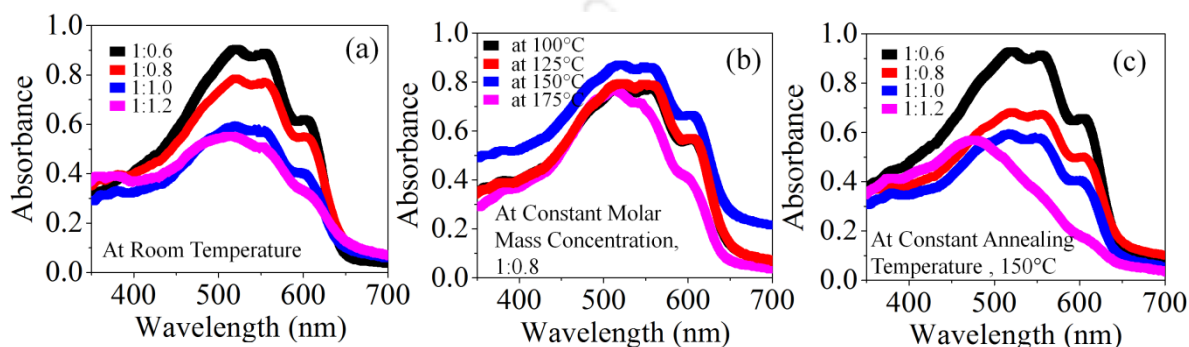 (a)
1:0.6
1:0.8
1:1.0
1:1.2
At Room Temperature
Absorbance
1.0
0.8
0.6
0.4
0.2
0.0
400 500 600 700
Wavelength (nm)
(b)
at 100°C
at 125°C
at 150°C
at 175°C
At Constant Molar
Mass Concentration,
1:0.8
Absorbance
1.0
0.8
0.6
0.4
0.2
0.0
400 500 600 700
Wavelength (nm)
(c)
1:0.6
1:0.8
1:1.0
1:1.2
At Constant Annealing
Temperature , 150°C
Absorbance
1.0
0.8
0.6
0.4
0.2
0.0
400 500 600 700
Wavelength (nm)